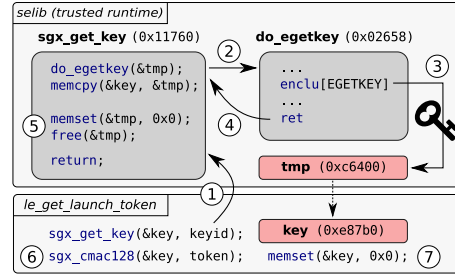 selib (trusted runtime)
sgx_get_key (0x11760)
do_egetkey (0x02658)
2
do_egetkey(&tmp);
memcpy(&key, &tmp);
memset(&tmp, 0x0);
free(&tmp);
return;
5
...
enclu[EGETKEY]
...
ret
3
4
tmp (0xc6400)
1
le_get_launch_token
key (0xe87b0)
sgx_get_key(&key, keyid);
6
sgx_cmac128(&key, token);
memset(&key, 0x0);
7